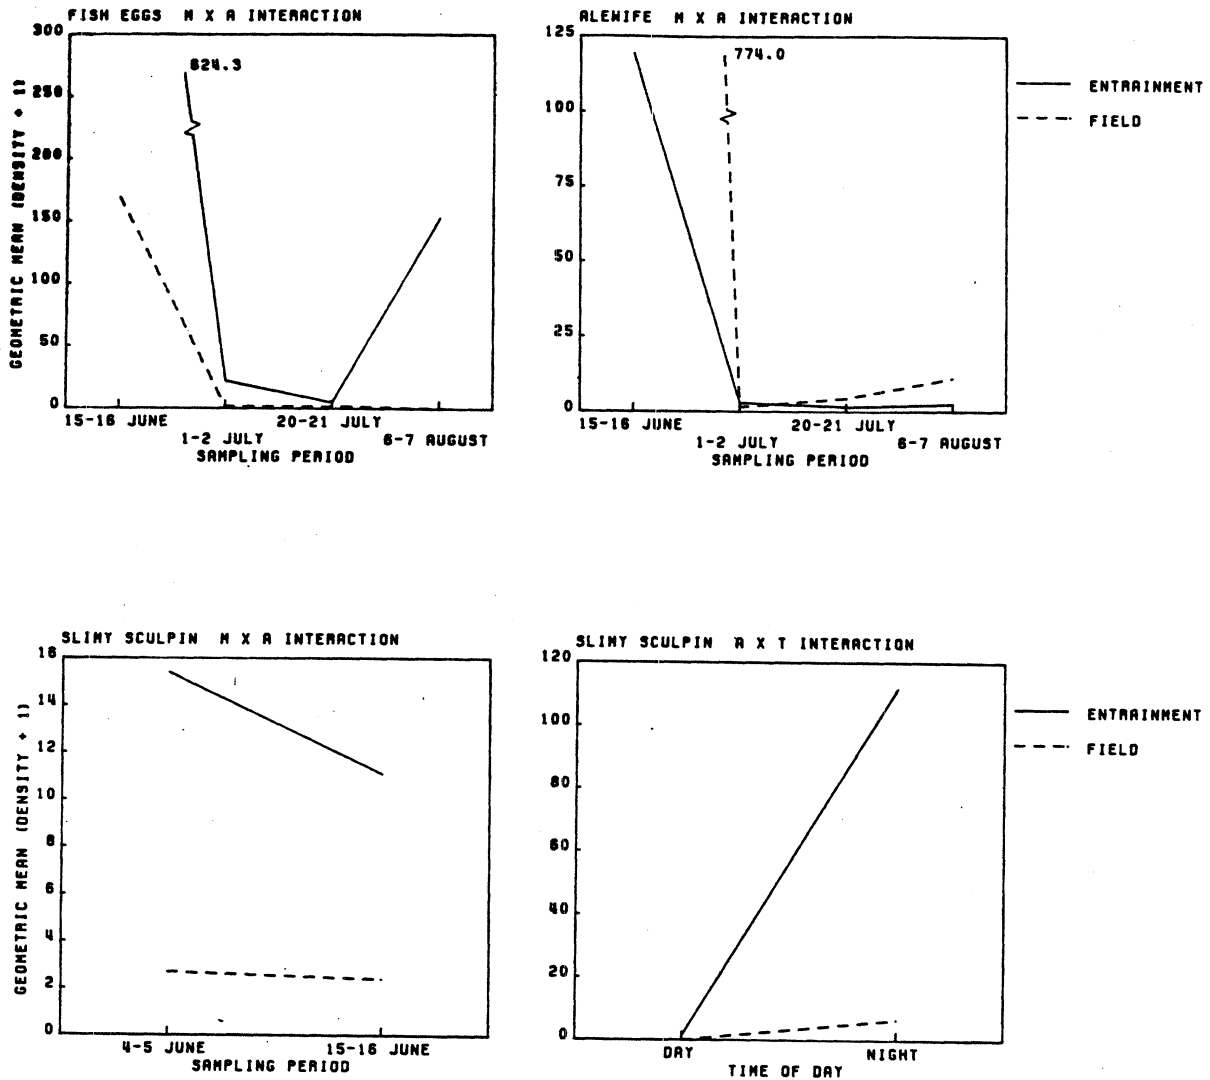 FISH EGGS M X A INTERACTION
300
250
200
150
100
50
0
624.3
GEOMETRIC MEAN (DENSITY + 1)
15-16 JUNE
1-2 JULY
20-21 JULY
6-7 AUGUST
SAMPLING PERIOD
ALEWIFE M X A INTERACTION
125
100
75
50
25
0
774.0
15-16 JUNE
1-2 JULY
20-21 JULY
6-7 AUGUST
SAMPLING PERIOD
ENTRAINMENT
FIELD
SLIMY SCULPIN M X A INTERACTION
16
14
12
10
8
6
4
2
0
GEOMETRIC MEAN (DENSITY + 1)
4-5 JUNE
15-16 JUNE
SAMPLING PERIOD
SLIMY SCULPIN A X T INTERACTION
120
100
80
60
40
20
0
DAY
NIGHT
TIME OF DAY
ENTRAINMENT
FIELD